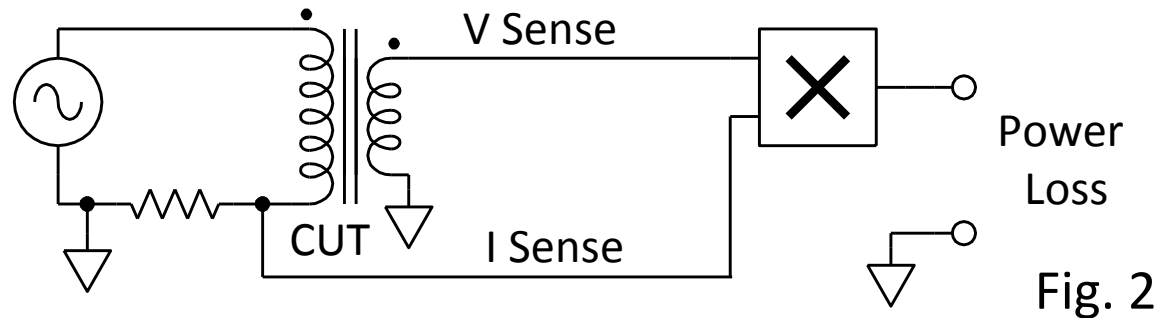 V Sense
Power
Loss
CUT
I Sense
Fig. 2